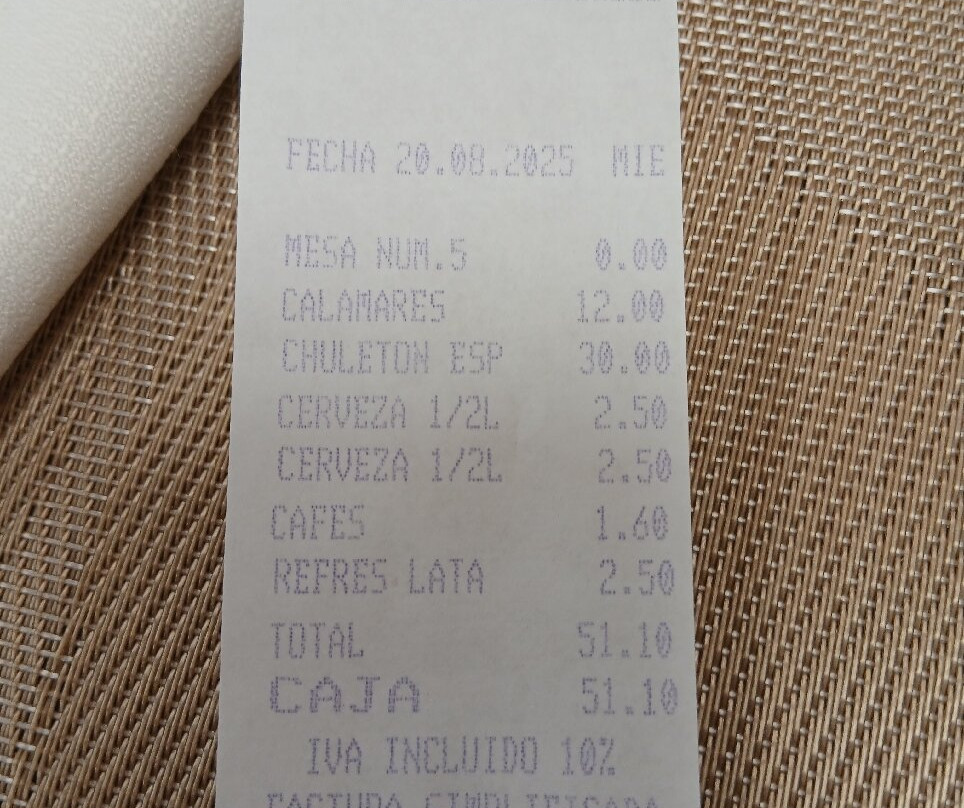 FECHA 20.08.2025 MIE
MESA NUM.5 0.00
CALAMARES 12.00
CHULETON ESP 30.00
CERVEZA 1/2L 2.50
CERVEZA 1/2L 2.50
CAFES 1.60
REFRES LATA 2.50
TOTAL 51.10
CAJA 51.10
IVA INCLUIDO 10%
FACTURA SIMPLIFICADA